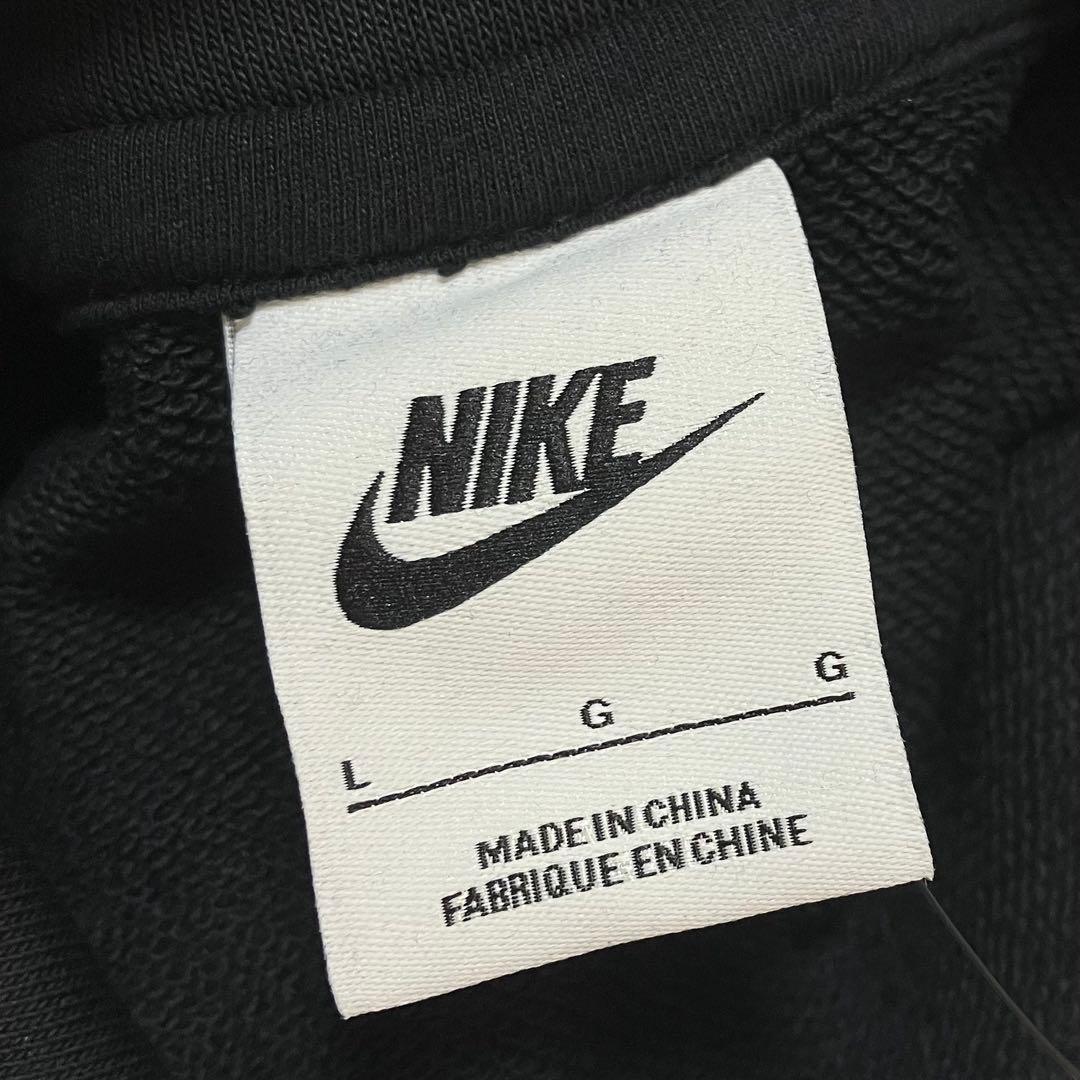 NIKE
L G G
MADE IN CHINA
FABRIQUE EN CHINE